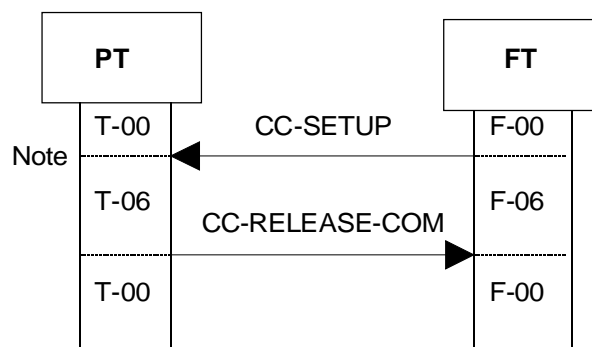 PT
FT
T-00
CC-SETUP
F-00
Note
T-06
F-06
CC-RELEASE-COM
T-00
F-00